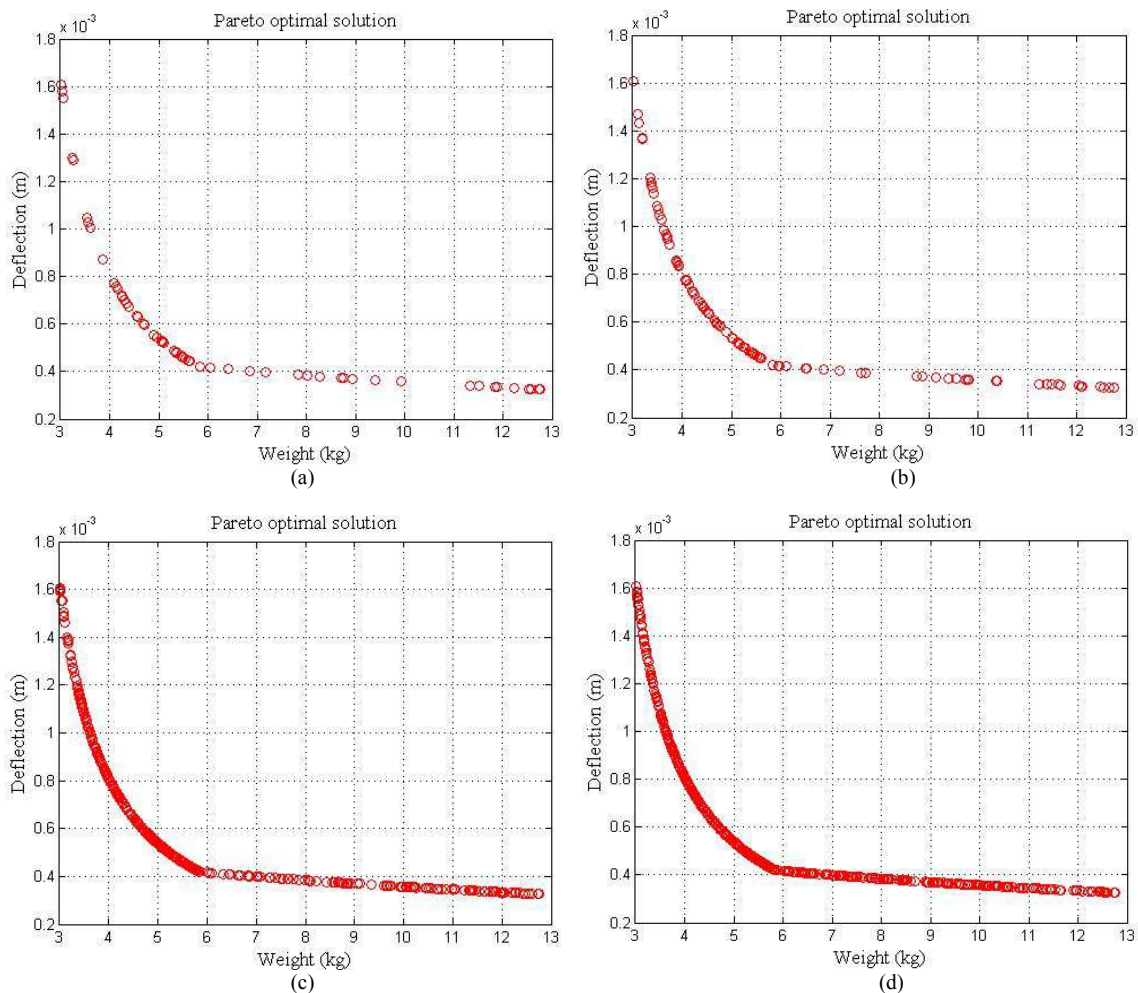 Pareto optimal solution
x 10-3
1.8
1.6
1.4
1.2
1
0.8
0.6
0.4
0.2
Deflection (m)
3 4 5 6 7 8 9 10 11 12 13
Weight (kg)
(a)
Pareto optimal solution
x 10-3
1.8
1.6
1.4
1.2
1
0.8
0.6
0.4
0.2
Deflection (m)
3 4 5 6 7 8 9 10 11 12 13
Weight (kg)
(b)
Pareto optimal solution
x 10-3
1.8
1.6
1.4
1.2
1
0.8
0.6
0.4
0.2
Deflection (m)
3 4 5 6 7 8 9 10 11 12 13
Weight (kg)
(c)
Pareto optimal solution
x 10-3
1.8
1.6
1.4
1.2
1
0.8
0.6
0.4
0.2
Deflection (m)
3 4 5 6 7 8 9 10 11 12 13
Weight (kg)
(d)